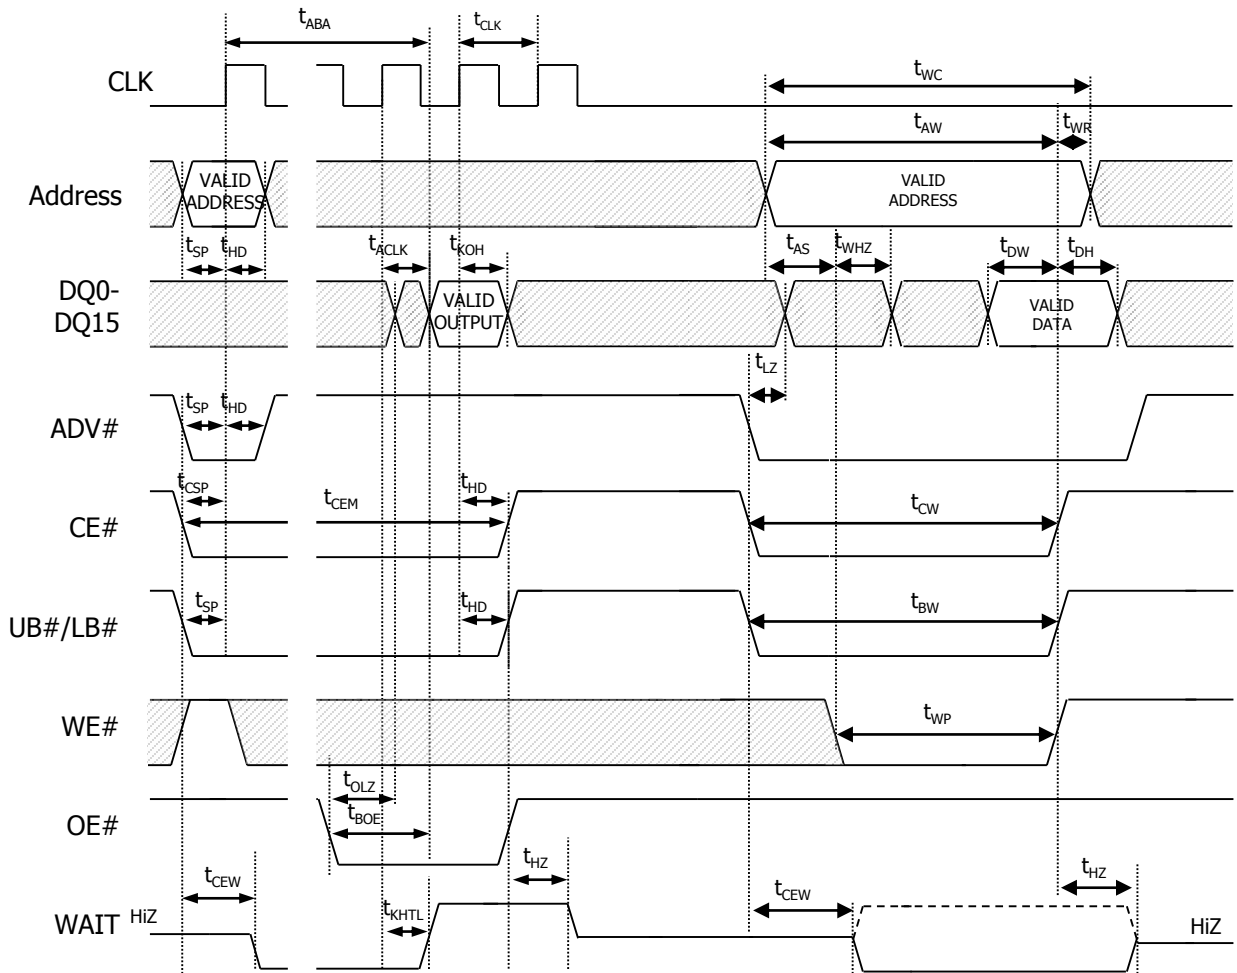 tABA
tCLK
CLK
tWC
tAW
tWR
Address
VALID
ADDRESS
VALID
ADDRESS
tSP
tHD
tACLK
tKOH
tAS
tWHZ
tDW
tDH
DQ0-
DQ15
VALID
OUTPUT
VALID
DATA
tLZ
ADV#
tSP
tHD
CE#
tCSP
tCEM
tHD
tCW
UB#/LB#
tSP
tHD
tBW
WE#
tWP
OE#
tOLZ
tBOE
tHZ
tHZ
WAIT
HiZ
tCEW
tKHTL
tCEW
HiZ